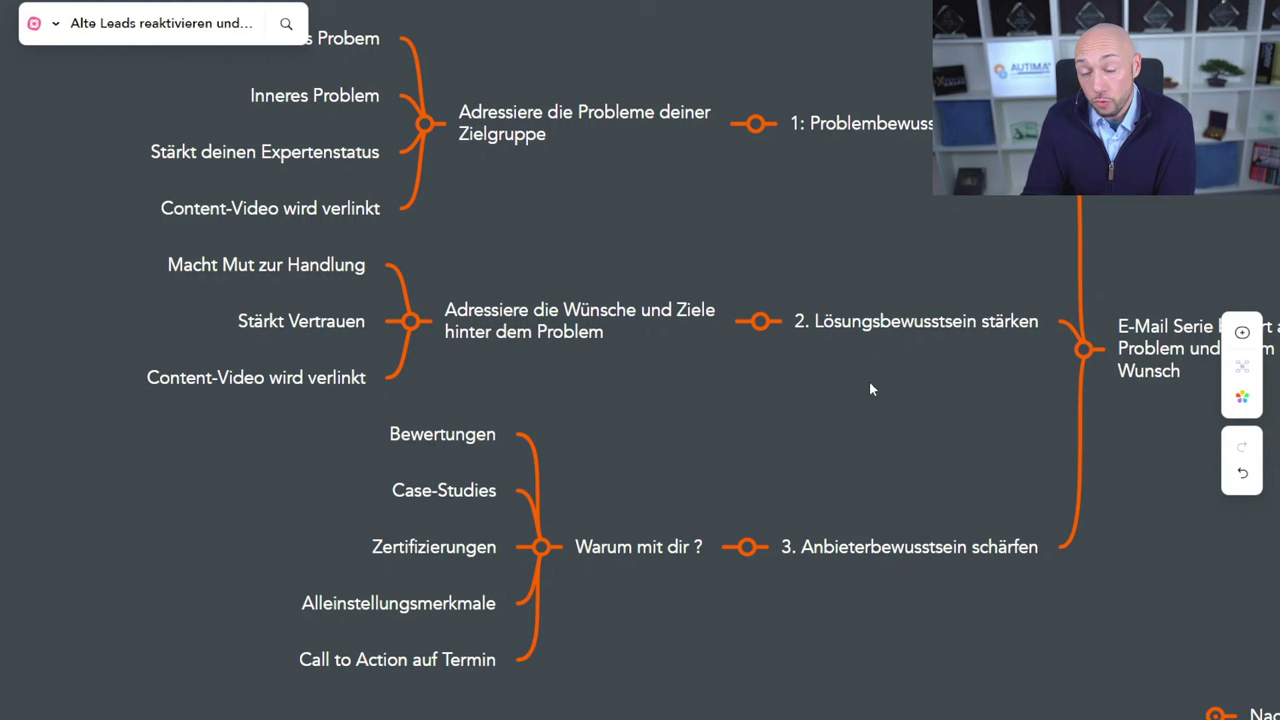 Alte Leads reaktivieren und...
s Probem
Inneres Problem
Stärkt deinen Expertenstatus
Content-Video wird verlinkt
Adressiere die Probleme deiner
Zielgruppe
1: Problembewuss
AUTIMA
Macht Mut zur Handlung
Stärkt Vertrauen
Content-Video wird verlinkt
Adressiere die Wünsche und Ziele
hinter dem Problem
2. Lösungsbewusstsein stärken
E-Mail Serie
Problem und
Wunsch
Bewertungen
Case-Studies
Zertifizierungen
Alleinstellungsmerkmale
Call to Action auf Termin
Warum mit dir ?
3. Anbieterbewusstsein schärfen
Nac